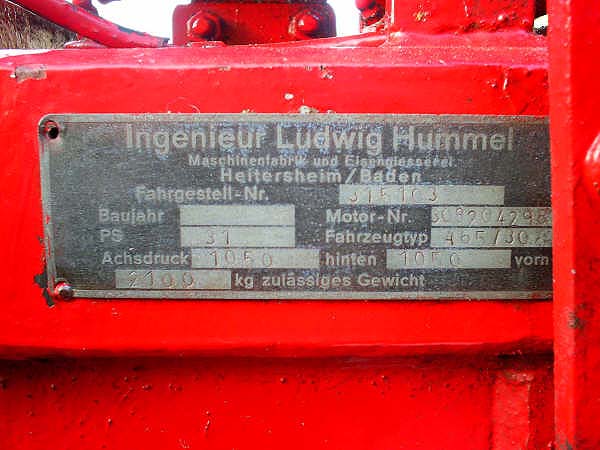 Ingenieur Ludwig Hummel
Maschinenfabrik und Eisengiesserei
Heitersheim/Baden
Fahrgestell-Nr. 315103
Baujahr Motor-Nr.
PS 31 Fahrzeugtyp
Achsdruck 1050 hinten 1050 vorn
2100 kg zulässiges Gewicht